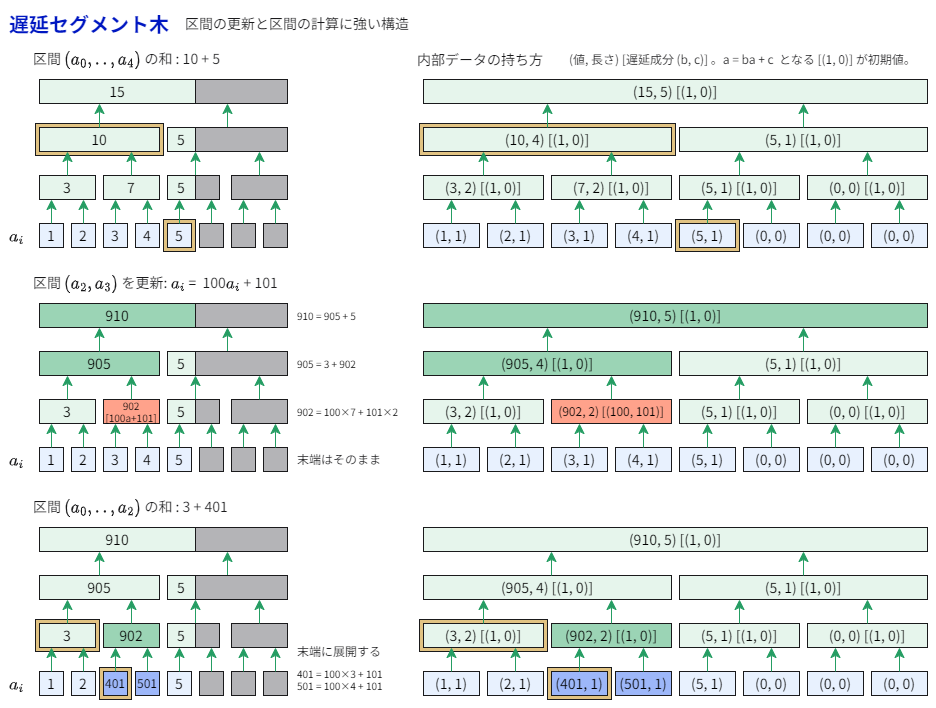 遅延セグメント木 区間の更新と区間の計算に強い構造
区間 (a₀,..,a₄) の和 : 10 + 5
内部データの持ち方 (値, 長さ) [遅延成分 (b, c)] 。a = ba + c となる [(1, 0)] が初期値。
15
(15, 5) [(1, 0)]
10 5
(10, 4) [(1, 0)] (5, 1) [(1, 0)]
3 7 5
(3, 2) [(1, 0)] (7, 2) [(1, 0)] (5, 1) [(1, 0)] (0, 0) [(1, 0)]
aᵢ 1 2 3 4 5
(1, 1) (2, 1) (3, 1) (4, 1) (5, 1) (0, 0) (0, 0) (0, 0)
区間 (a₂,a₃) を更新: aᵢ = 100aᵢ + 101
910 910 = 905 + 5
(910, 5) [(1, 0)]
905 5 905 = 3 + 902
(905, 4) [(1, 0)] (5, 1) [(1, 0)]
3 902 5 902 = 100×7 + 101×2
[100a+101]
(3, 2) [(1, 0)] (902, 2) [(100, 101)] (5, 1) [(1, 0)] (0, 0) [(1, 0)]
aᵢ 1 2 3 4 5 末端はそのまま
(1, 1) (2, 1) (3, 1) (4, 1) (5, 1) (0, 0) (0, 0) (0, 0)
区間 (a₀,..,a₂) の和 : 3 + 401
910
(910, 5) [(1, 0)]
905 5
(905, 4) [(1, 0)] (5, 1) [(1, 0)]
3 902 5
(3, 2) [(1, 0)] (902, 2) [(1, 0)] (5, 1) [(1, 0)] (0, 0) [(1, 0)]
末端に展開する
aᵢ 1 2 401 501 5
401 = 100×3 + 101
501 = 100×4 + 101
(1, 1) (2, 1) (401, 1) (501, 1) (5, 1) (0, 0) (0, 0) (0, 0)